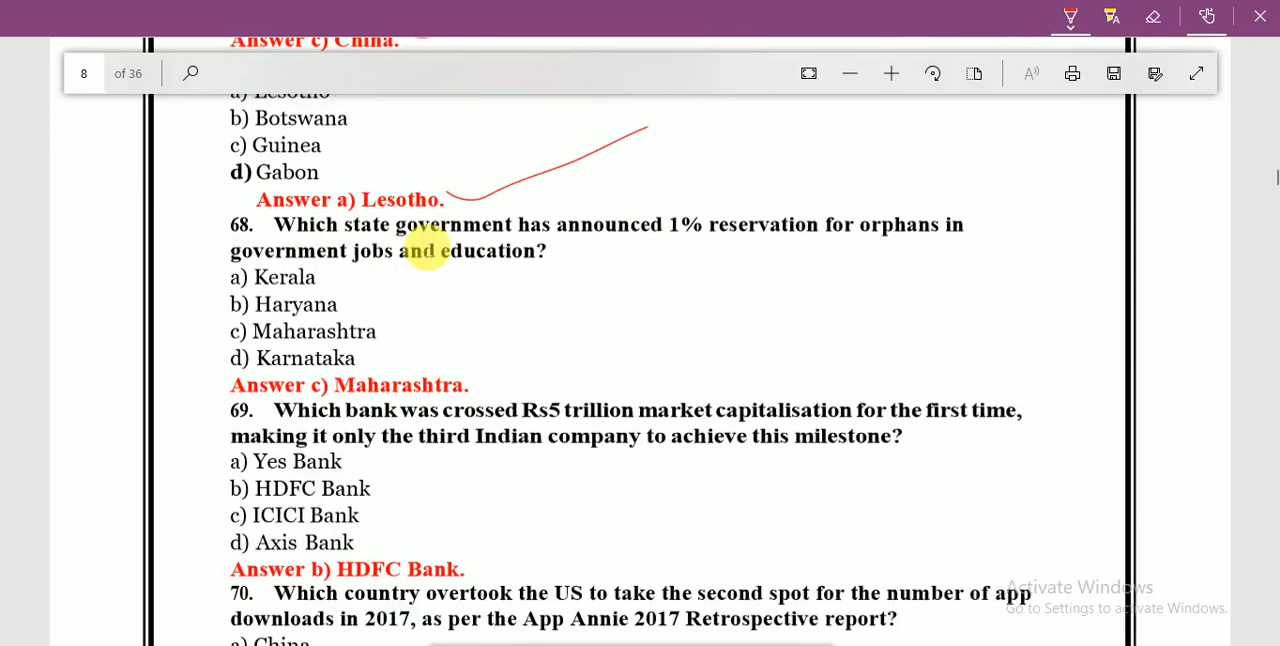 Answer c) China.
8 of 36
a) Lesotho
b) Botswana
c) Guinea
d) Gabon
Answer a) Lesotho.
68. Which state government has announced 1% reservation for orphans in
government jobs and education?
a) Kerala
b) Haryana
c) Maharashtra
d) Karnataka
Answer c) Maharashtra.
69. Which bank was crossed Rs5 trillion market capitalisation for the first time,
making it only the third Indian company to achieve this milestone?
a) Yes Bank
b) HDFC Bank
c) ICICI Bank
d) Axis Bank
Answer b) HDFC Bank.
70. Which country overtook the US to take the second spot for the number of app
downloads in 2017, as per the App Annie 2017 Retrospective report?
a) China
Activate Windows
Go to Settings to activate Windows.